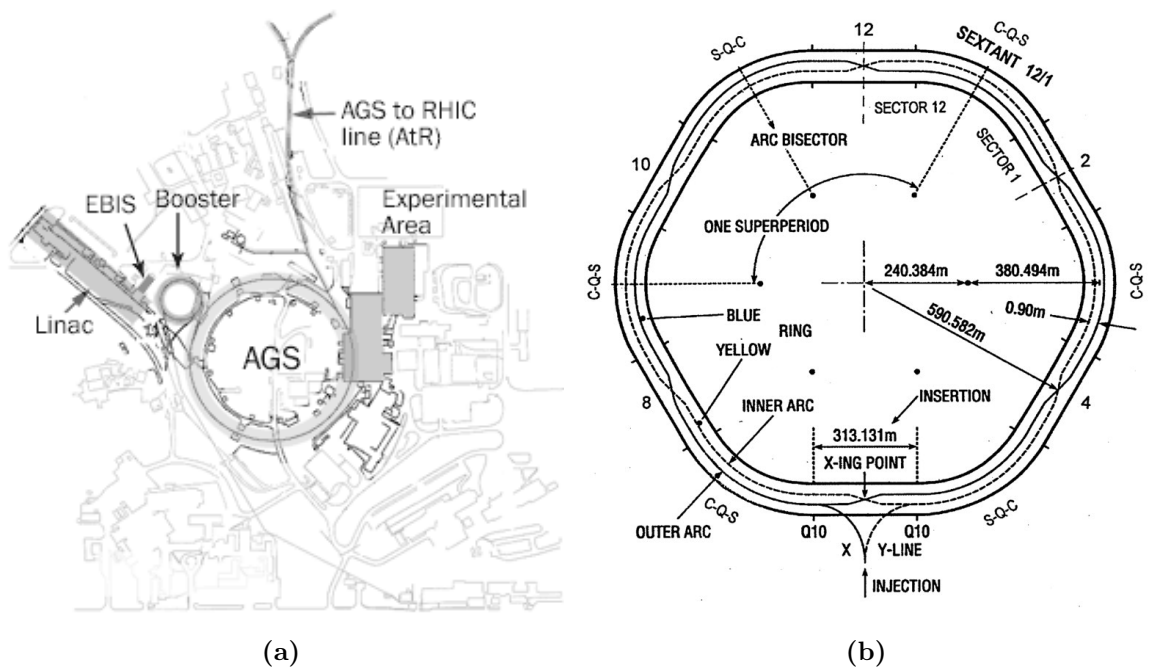 AGS to RHIC
line (AtR)
EBIS
Booster
Experimental
Area
Linac
AGS
(a)
12
S-Q-C
C-Q-S
SEXTANT 12/1
SECTOR 12
ARC BISECTOR
SECTOR 1
10
2
ONE SUPERPERIOD
C-Q-S
240.384m
380.494m
C-Q-S
590.582m
0.90m
BLUE
RING
YELLOW
8
INNER ARC
INSERTION
4
313.131m
X-ING POINT
C-Q-S
S-Q-C
OUTER ARC
Q10
Q10
X
Y-LINE
INJECTION
(b)